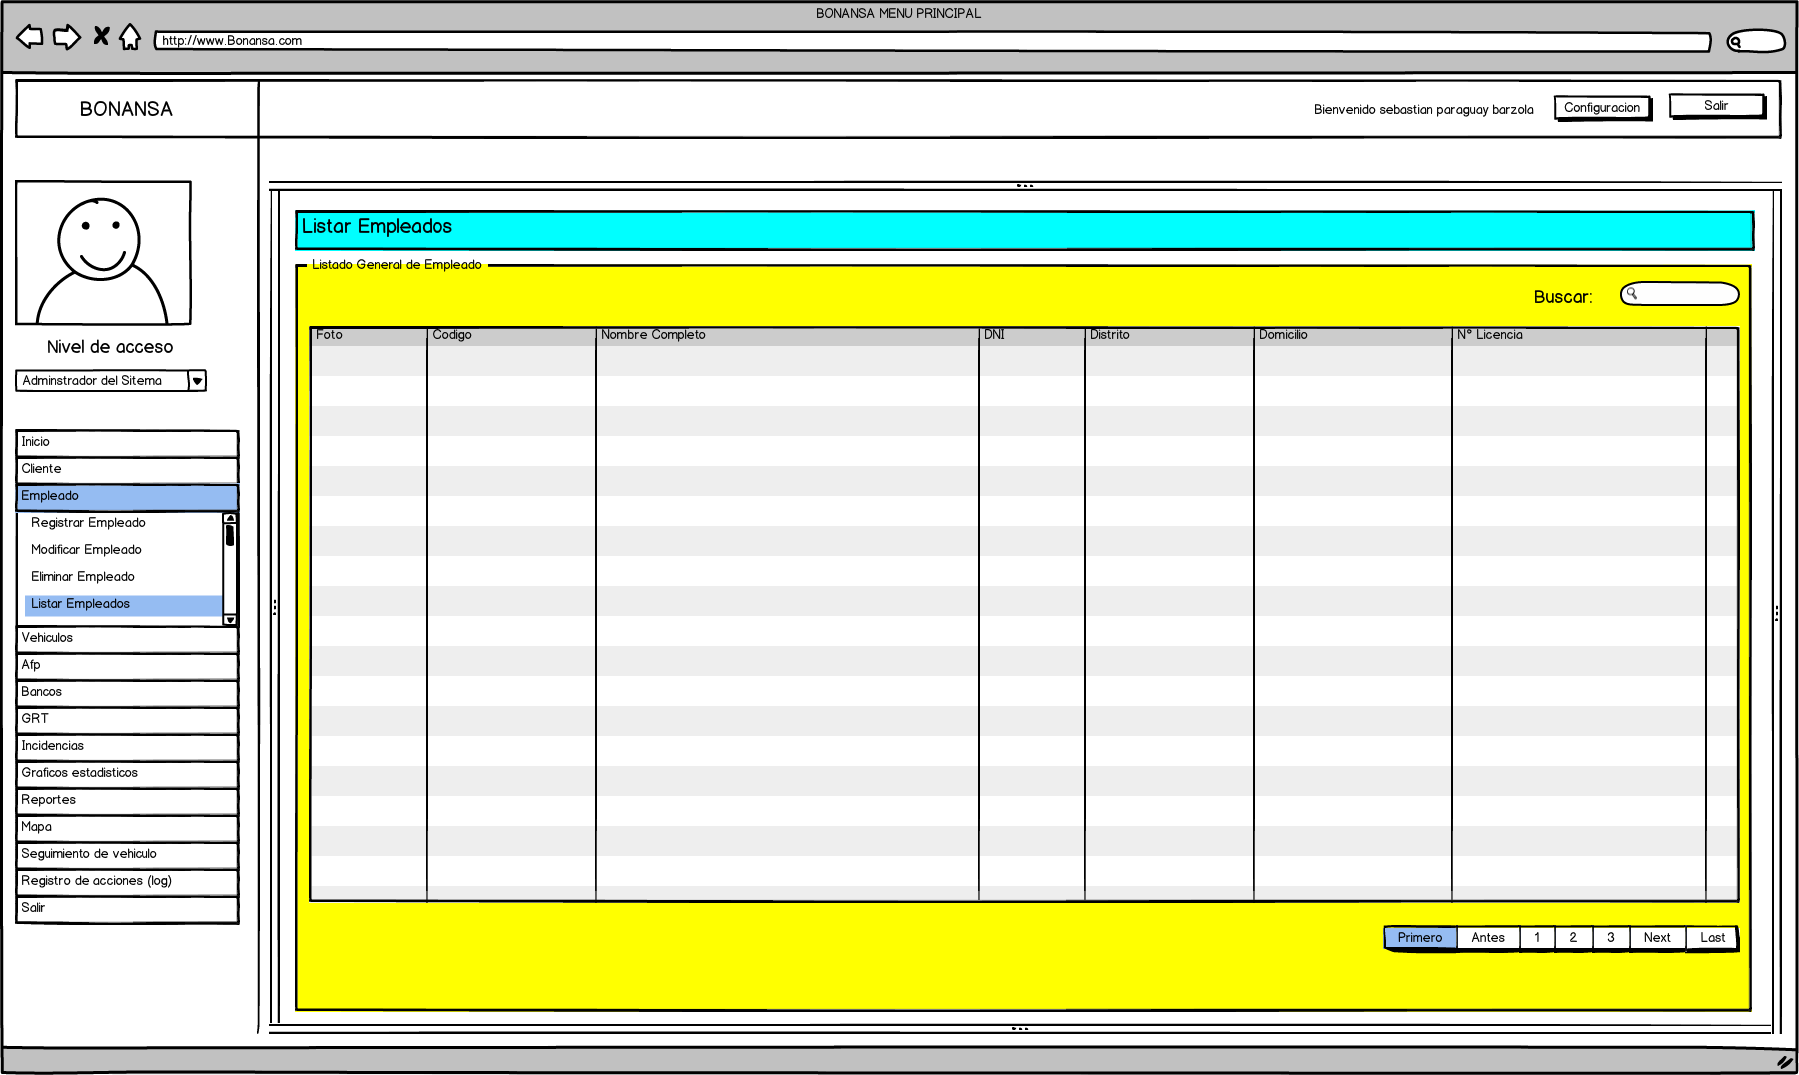 BONANSA MENU PRINCIPAL
http://www.Bonansa.com
BONANSA
Bienvenido sebastian paraguay barzola
Configuracion
Salir
Nivel de acceso
Adminstrador del Sitema
Inicio
Cliente
Empleado
Registrar Empleado
Modificar Empleado
Eliminar Empleado
Listar Empleados
Vehiculos
Afp
Bancos
GRT
Incidencias
Graficos estadisticos
Reportes
Mapa
Seguimiento de vehiculo
Registro de acciones (log)
Salir
Listar Empleados
Listado General de Empleado
Buscar:
Foto Codigo Nombre Completo DNI Distrito Domicilio N° Licencia
Primero Antes 1 2 3 Next Last